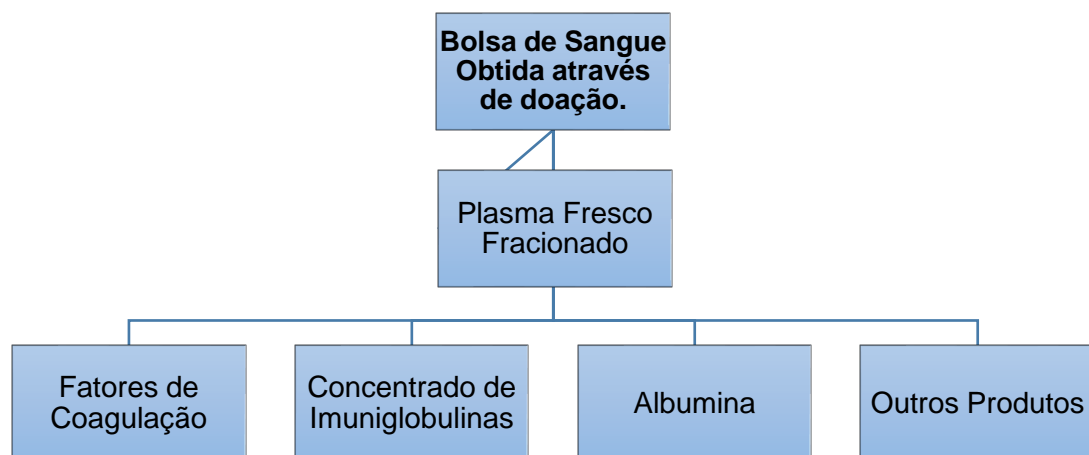 Bolsa de Sangue
Obtida através
de doação.
Plasma Fresco
Fracionado
Fatores de
Coagulação
Concentrado de
Imuniglobulinas
Albumina
Outros Produtos